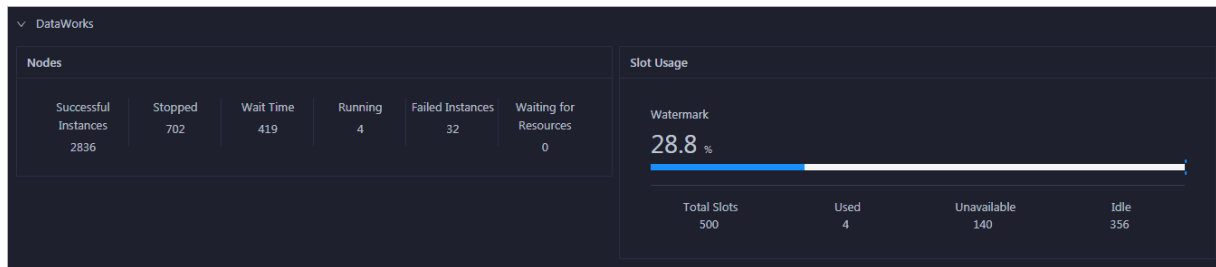 DataWorks
Nodes
Successful Instances
2836
Stopped
702
Wait Time
419
Running
4
Failed Instances
32
Waiting for Resources
0
Slot Usage
Watermark
28.8 %
Total Slots
500
Used
4
Unavailable
140
Idle
356